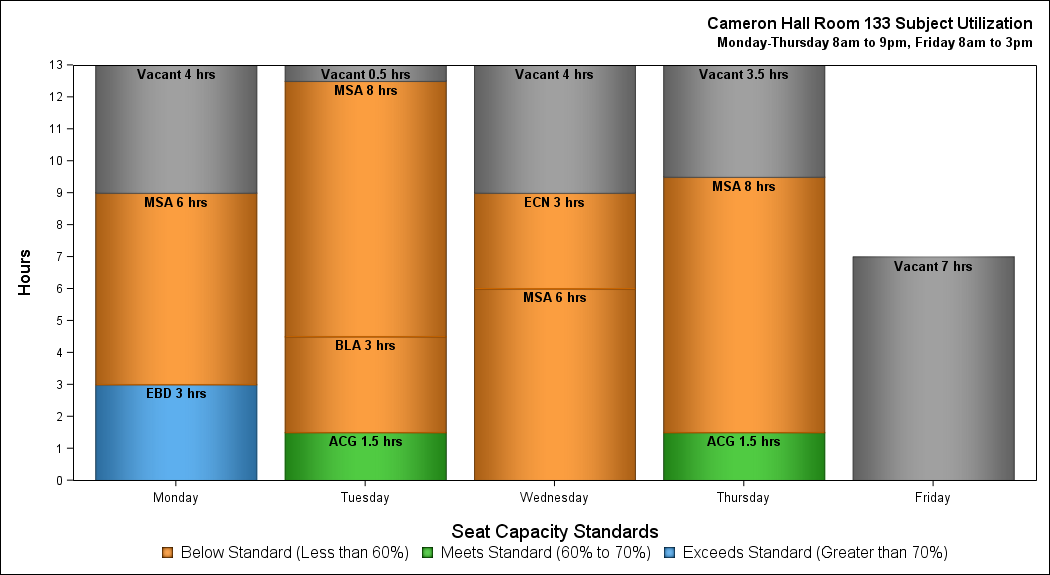 Cameron Hall Room 133 Subject Utilization
Monday-Thursday 8am to 9pm, Friday 8am to 3pm
Hours
13
12
11
10
9
8
7
6
5
4
3
2
1
0
Vacant 4 hrs
MSA 6 hrs
EBD 3 hrs
Vacant 0.5 hrs
MSA 8 hrs
BLA 3 hrs
ACG 1.5 hrs
Vacant 4 hrs
ECN 3 hrs
MSA 6 hrs
Vacant 3.5 hrs
MSA 8 hrs
ACG 1.5 hrs
Vacant 7 hrs
Monday Tuesday Wednesday Thursday Friday
Seat Capacity Standards
Below Standard (Less than 60%) Meets Standard (60% to 70%) Exceeds Standard (Greater than 70%)